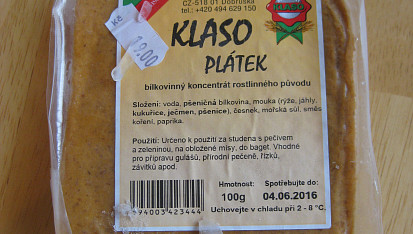 CZ-518 01 Dobruška
tel.: +420 494 629 150
KLASO
Kč
19.00
KLASO
PLÁTEK
bílkovinný koncentrát rostlinného původu
Složení: voda, pšeničná bílkovina, mouka (rýže, jáhly,
kukuřice, ječmen, pšenice), česnek, mořská sůl, směs
koření, paprika.
Použití: Určeno k použití za studena s pečivem
a zeleninou, na obložené mísy, do baget. Vhodné
pro přípravu gulášů, přírodní pečeně, řízků,
závitků apod.
Hmotnost: Spotřebujte do:
100g 04.06.2016
Uchovejte v chladu při 2 - 8 °C
594003423444